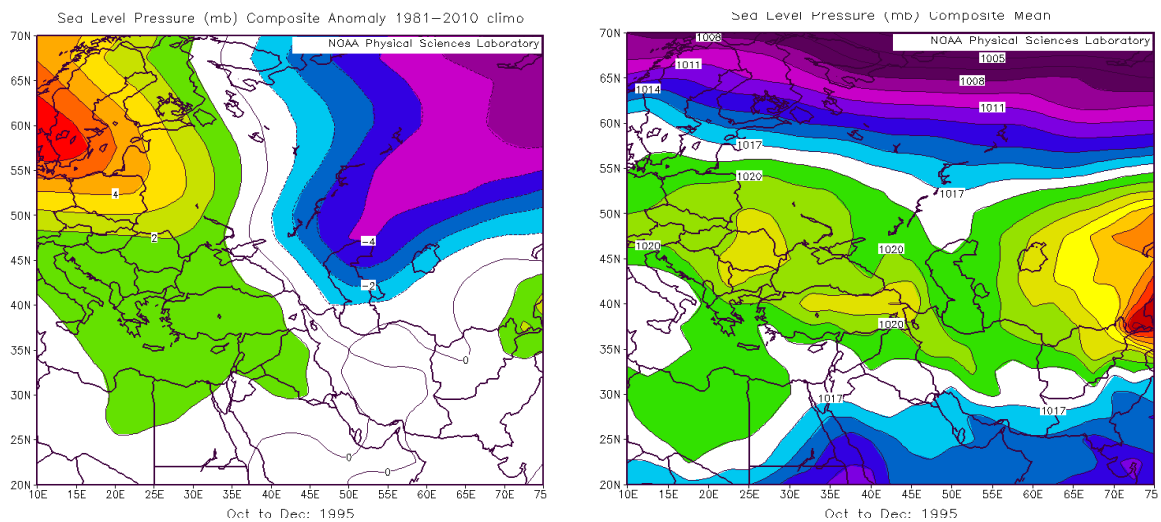 Sea Level Pressure (mb) Composite Anomaly 1981-2010 climo
NOAA Physical Sciences Laboratory
70N
65N
60N
55N
50N
45N
40N
35N
30N
25N
20N
4
2
-4
-2
0
0
0
0
10E 15E 20E 25E 30E 35E 40E 45E 50E 55E 60E 65E 70E 75
Oct to Dec: 1995
Sea Level Pressure (mb) Composite Mean
NOAA Physical Sciences Laboratory
70N
65N
60N
55N
50N
45N
40N
35N
30N
25N
20N
1008
1005
1011
1008
1014
1011
1017
1020
1017
1020
1020
1020
1017
1017
10E 15E 20E 25E 30E 35E 40E 45E 50E 55E 60E 65E 70E 75E
Oct to Dec: 1995